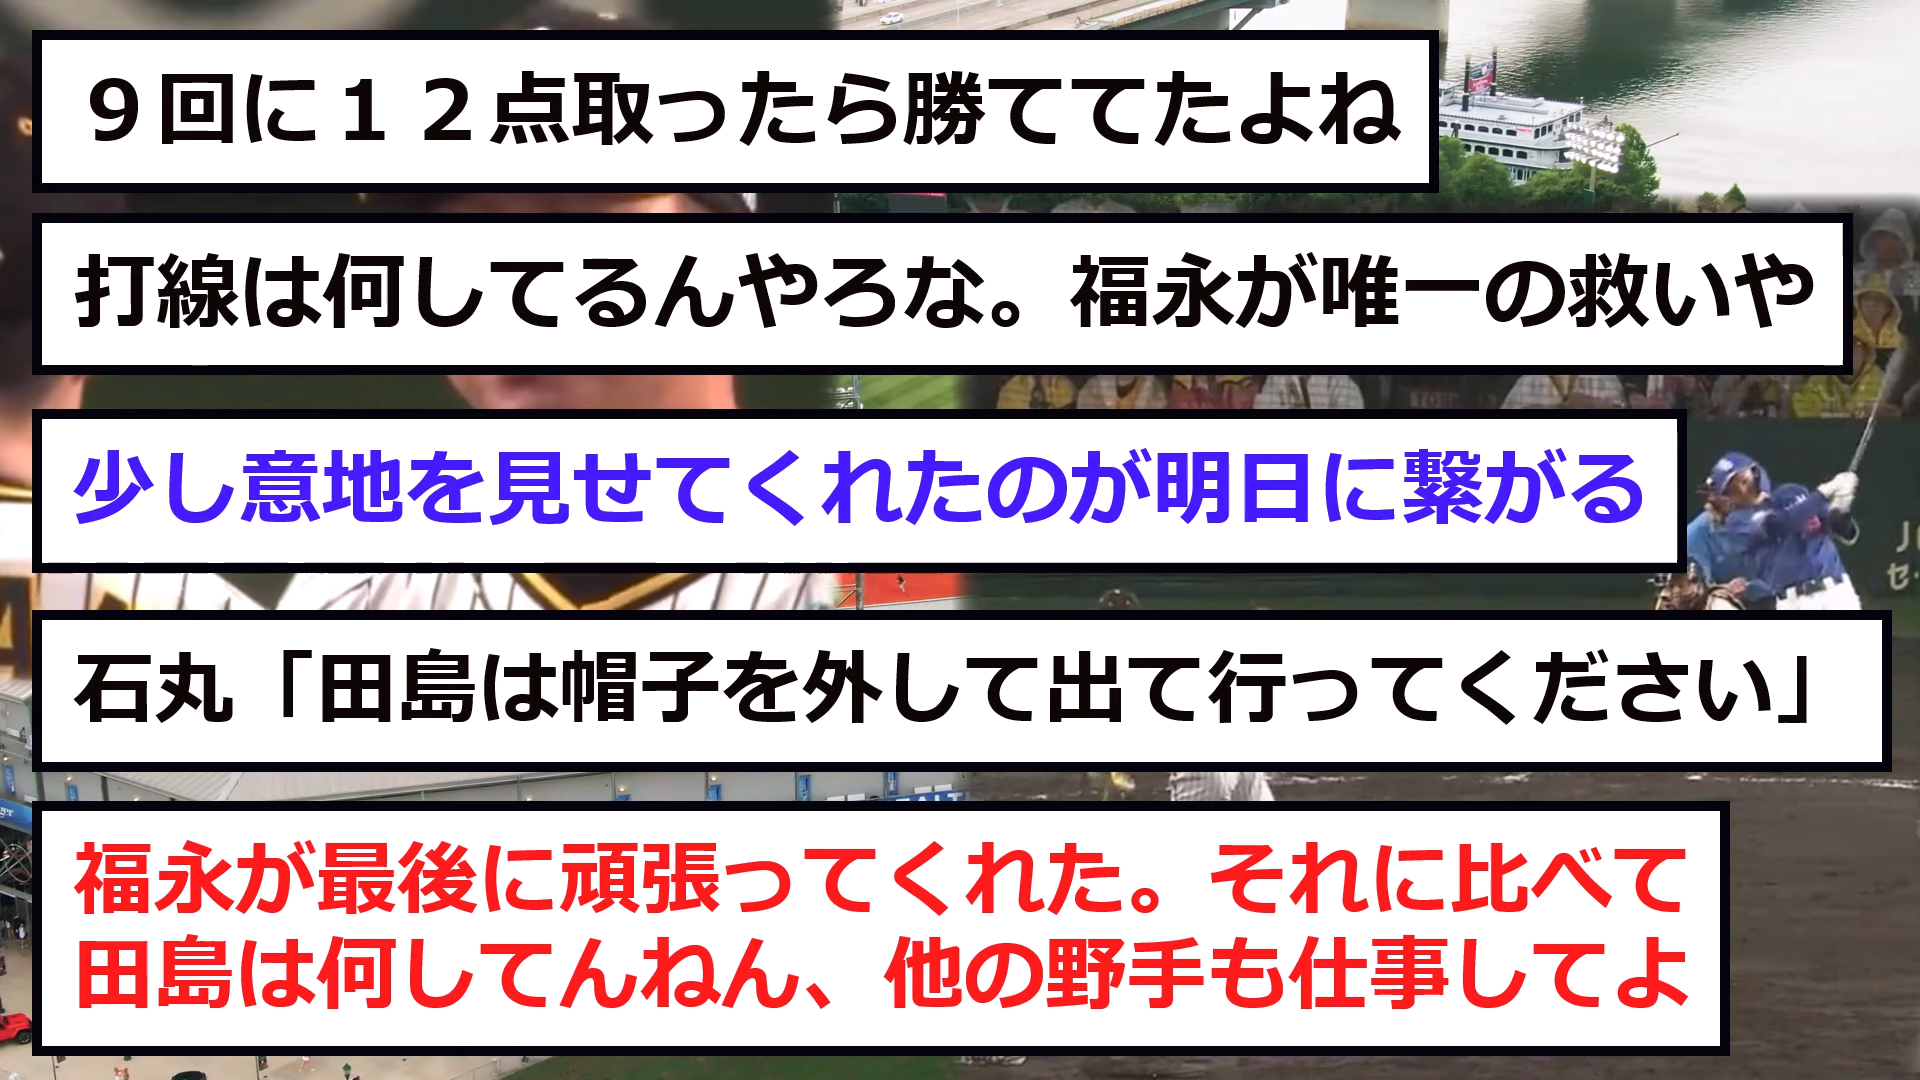 ９回に１２点取ったら勝ててたよね
打線は何してるんやろな。福永が唯一の救いや
少し意地を見せてくれたのが明日に繋がる
石丸「田島は帽子を外して出て行ってください」
福永が最後に頑張ってくれた。それに比べて
田島は何してんねん、他の野手も仕事してよ